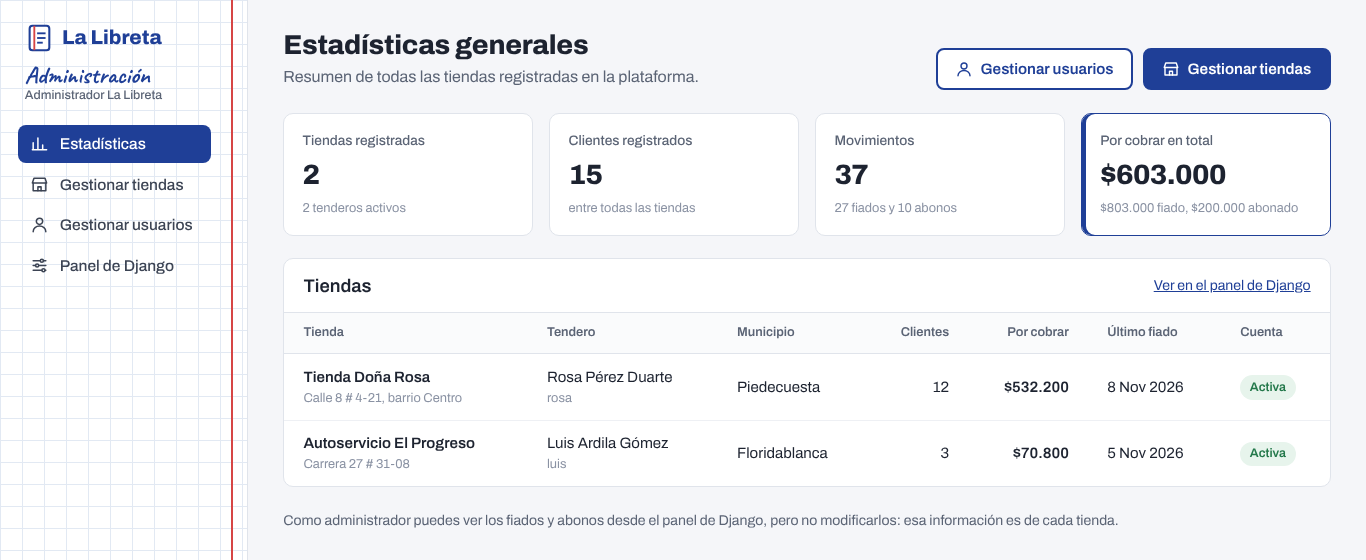 La Libreta
Administración
Administrador La Libreta
Estadísticas
Gestionar tiendas
Gestionar usuarios
Panel de Django
Estadísticas generales
Resumen de todas las tiendas registradas en la plataforma.
Gestionar usuarios
Gestionar tiendas
Tiendas registradas
2
2 tenderos activos
Clientes registrados
15
entre todas las tiendas
Movimientos
37
27 fiados y 10 abonos
Por cobrar en total
$603.000
$803.000 fiado, $200.000 abonado
Tiendas
Ver en el panel de Django
Tienda Tendero Municipio Clientes Por cobrar Último fiado Cuenta
Tienda Doña Rosa Rosa Pérez Duarte Piedecuesta 12 $532.200 8 Nov 2026 Activa
Calle 8 # 4-21, barrio Centro rosa
Autoservicio El Progreso Luis Ardila Gómez Floridablanca 3 $70.800 5 Nov 2026 Activa
Carrera 27 # 31-08 luis
Como administrador puedes ver los fiados y abonos desde el panel de Django, pero no modificarlos: esa información es de cada tienda.